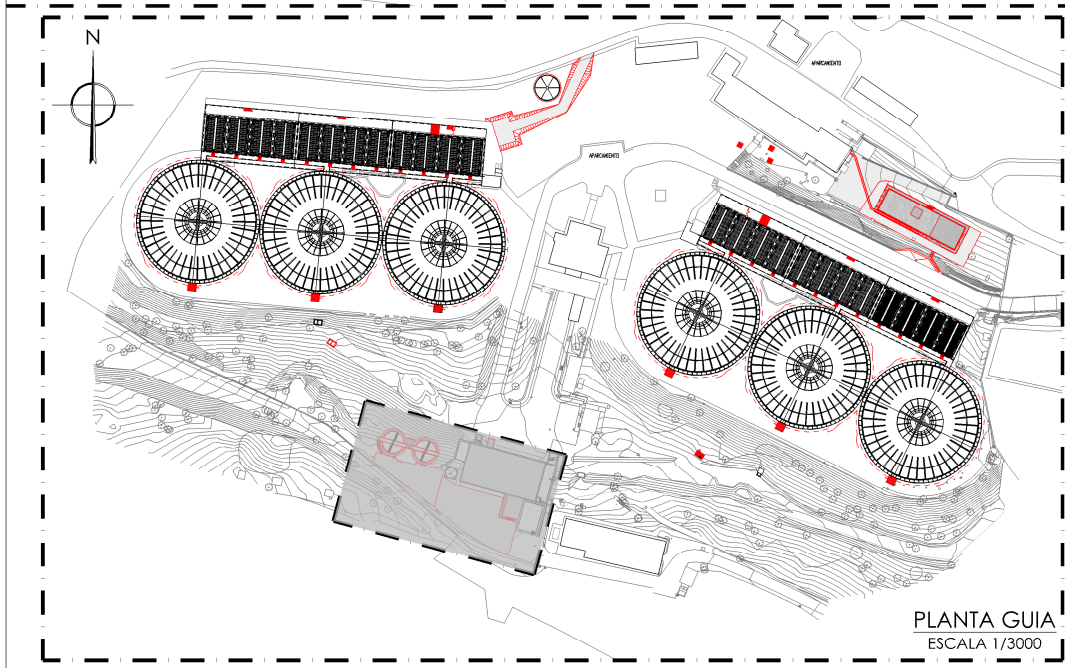 N
APARCAMIENTO
APARCAMIENTO
PLANTA GUIA
ESCALA 1/3000